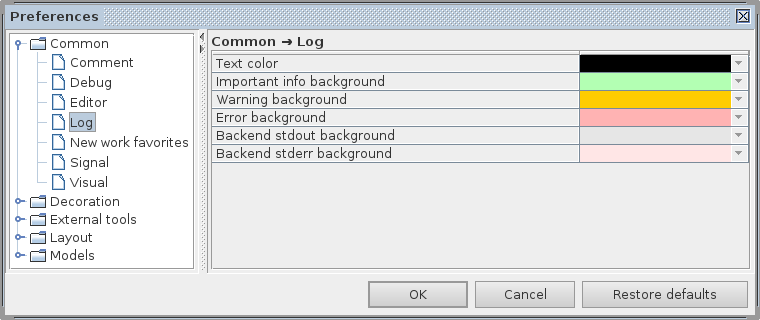 Preferences
Common
Comment
Debug
Editor
Log
New work favorites
Signal
Visual
Decoration
External tools
Layout
Models
Common → Log
Text color
Important info background
Warning background
Error background
Backend stdout background
Backend stderr background
OK
Cancel
Restore defaults